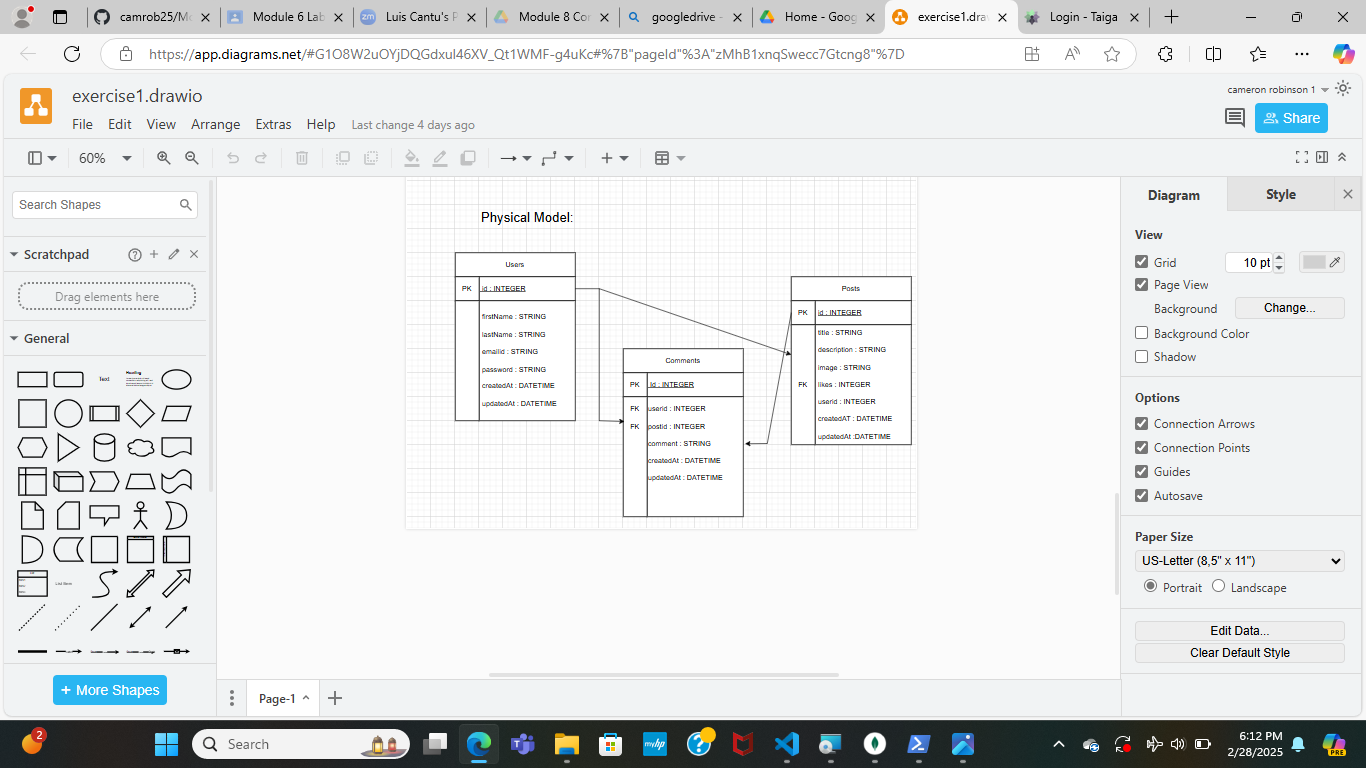 camrob25/Mo
Module 6 Lab
Luis Cantu's P
Module 8 Cor
googledrive -
Home - Goog
exercise1.drav
Login - Taiga
https://app.diagrams.net/#G1O8W2uOYjDQGdxuI46XV_Qt1WMF-g4uKc#%7B"pageId"%3A"zMhB1xnqSwecc7Gtcng8"%7D
exercise1.drawio
cameron robinson 1
File Edit View Arrange Extras Help Last change 4 days ago
Share
60%
Search Shapes
Scratchpad
Drag elements here
General
Text
Heading
List Item
+ More Shapes
Physical Model:
Users
PK id : INTEGER
firstName : STRING
lastName : STRING
emailid : STRING
password : STRING
createdAt : DATETIME
updatedAt : DATETIME
Comments
PK Id : INTEGER
FK userid : INTEGER
FK postid : INTEGER
comment : STRING
createdAt : DATETIME
updatedAt : DATETIME
Posts
PK id : INTEGER
title : STRING
description : STRING
image : STRING
FK likes : INTEGER
userid : INTEGER
createdAT : DATETIME
updatedAt :DATETIME
Page-1
Diagram Style
View
Grid 10 pt
Page View
Background Change...
Background Color
Shadow
Options
Connection Arrows
Connection Points
Guides
Autosave
Paper Size
US-Letter (8,5" x 11")
Portrait Landscape
Edit Data...
Clear Default Style
2
Search
myhp
6:12 PM
2/28/2025
PRE